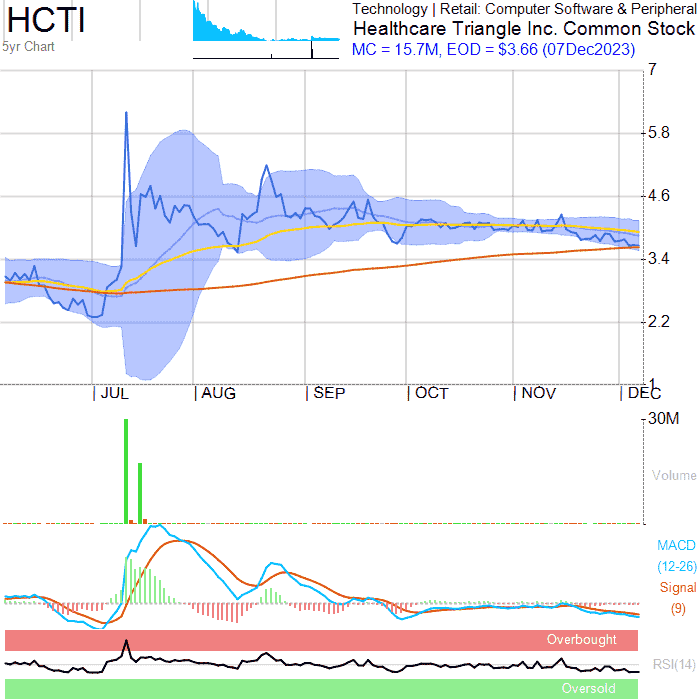 HCTI
5yr Chart
Technology | Retail: Computer Software & Peripheral
Healthcare Triangle Inc. Common Stock
MC = 15.7M, EOD = $3.66 (07Dec2023)
7
5.8
4.6
3.4
2.2
1
JUL AUG SEP OCT NOV DEC
30M
Volume
MACD
(12-26)
Signal
(9)
Overbought
RSI(14)
Oversold